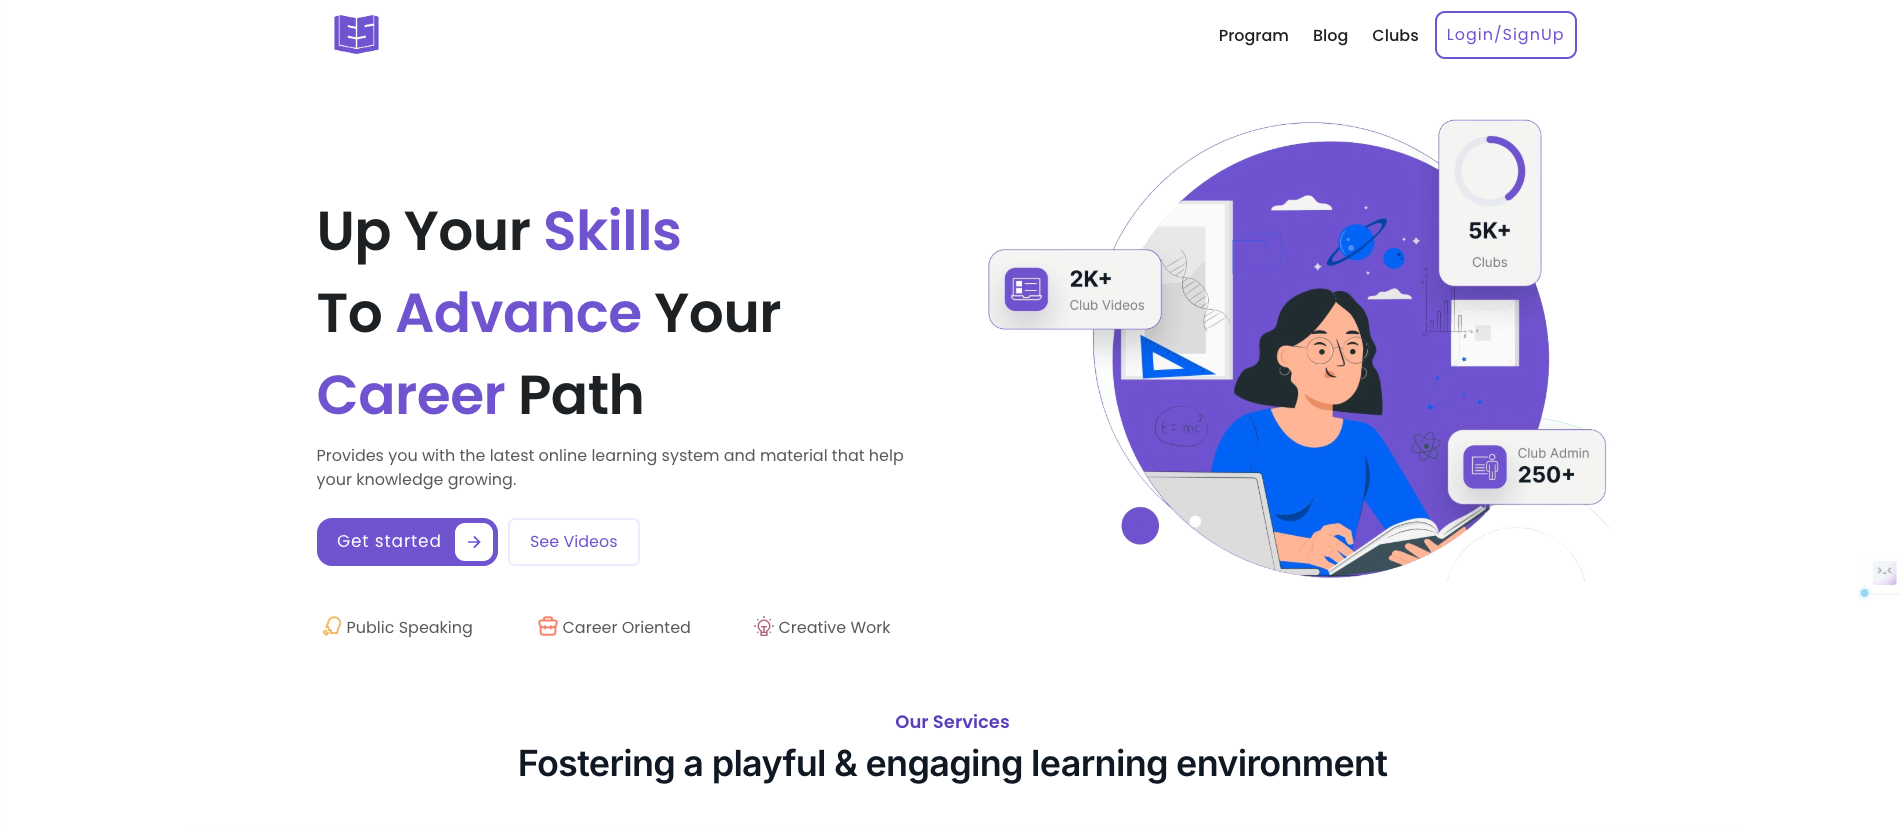 Program
Blog
Clubs
Login/SignUp
Up Your Skills
To Advance Your
Career Path
Provides you with the latest online learning system and material that help
your knowledge growing.
Get started
See Videos
Public Speaking
Career Oriented
Creative Work
2K+
Club Videos
5K+
Clubs
E = mc²
Club Admin
250+
Our Services
Fostering a playful & engaging learning environment